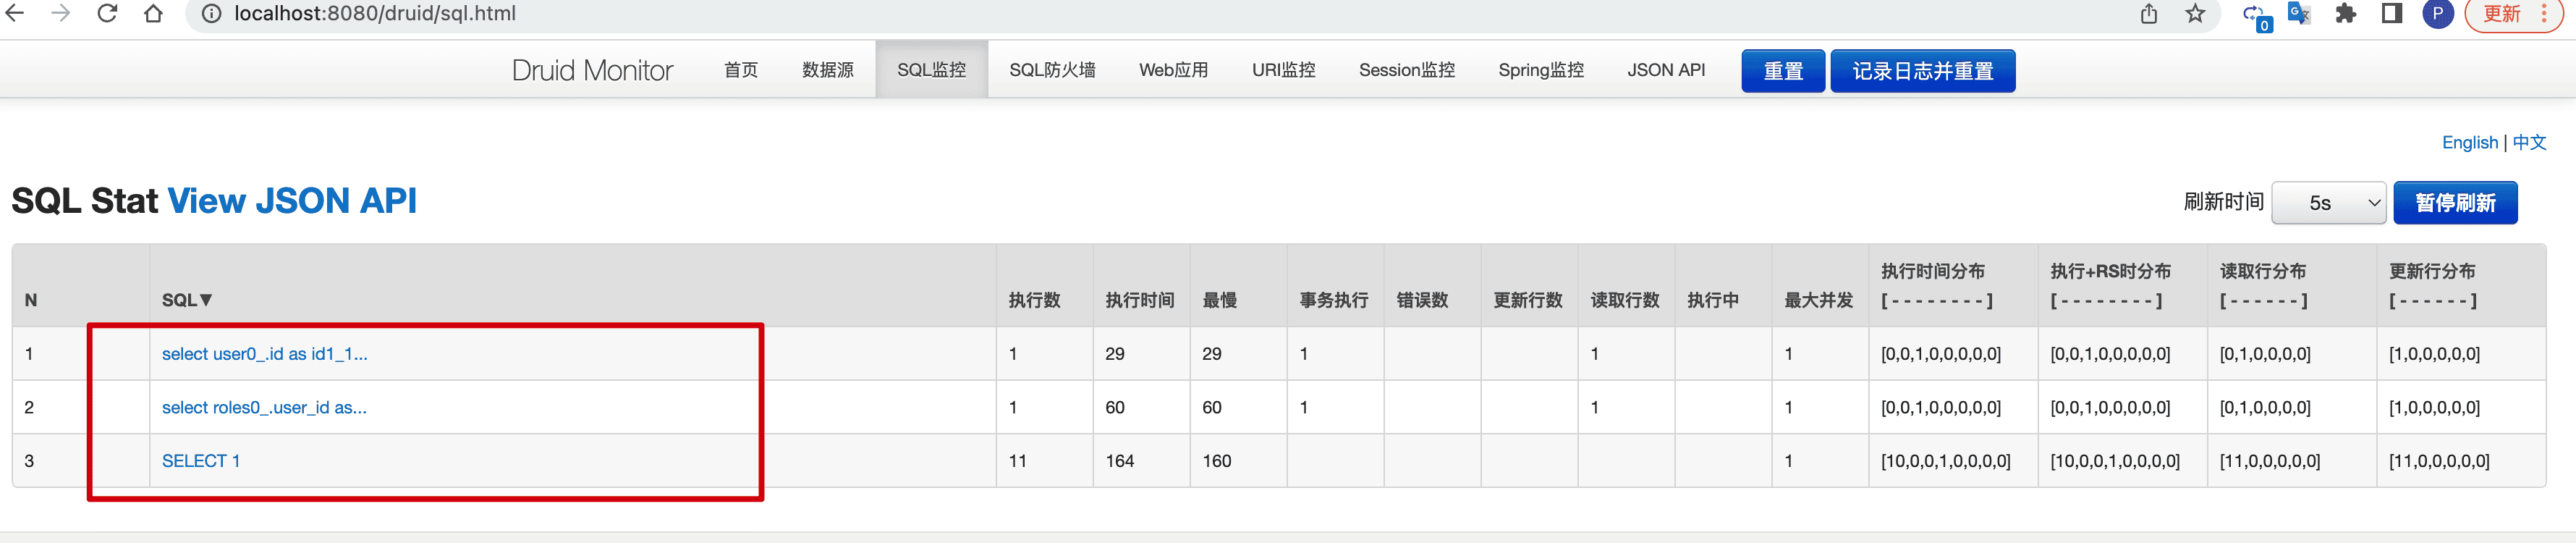 localhost:8080/druid/sql.html
0
P
更新
Druid Monitor 首页 数据源 SQL监控 SQL防火墙 Web应用 URI监控 Session监控 Spring监控 JSON API 重置 记录日志并重置
English | 中文
SQL Stat View JSON API
刷新时间 5s 暂停刷新
N SQL▼ 执行数 执行时间 最慢 事务执行 错误数 更新行数 读取行数 执行中 最大并发 执行时间分布 [ - - - - - - - - ] 执行+RS时分布 [ - - - - - - - - ] 读取行分布 [ - - - - - - ] 更新行分布 [ - - - - - - ]
1 select user0_.id as id1_1... 1 29 29 1 1 1 [0,0,1,0,0,0,0,0] [0,0,1,0,0,0,0,0] [0,1,0,0,0,0] [1,0,0,0,0,0]
2 select roles0_.user_id as... 1 60 60 1 1 1 [0,0,1,0,0,0,0,0] [0,0,1,0,0,0,0,0] [0,1,0,0,0,0] [1,0,0,0,0,0]
3 SELECT 1 11 164 160 1 [10,0,0,1,0,0,0,0] [10,0,0,1,0,0,0,0] [11,0,0,0,0,0] [11,0,0,0,0,0]